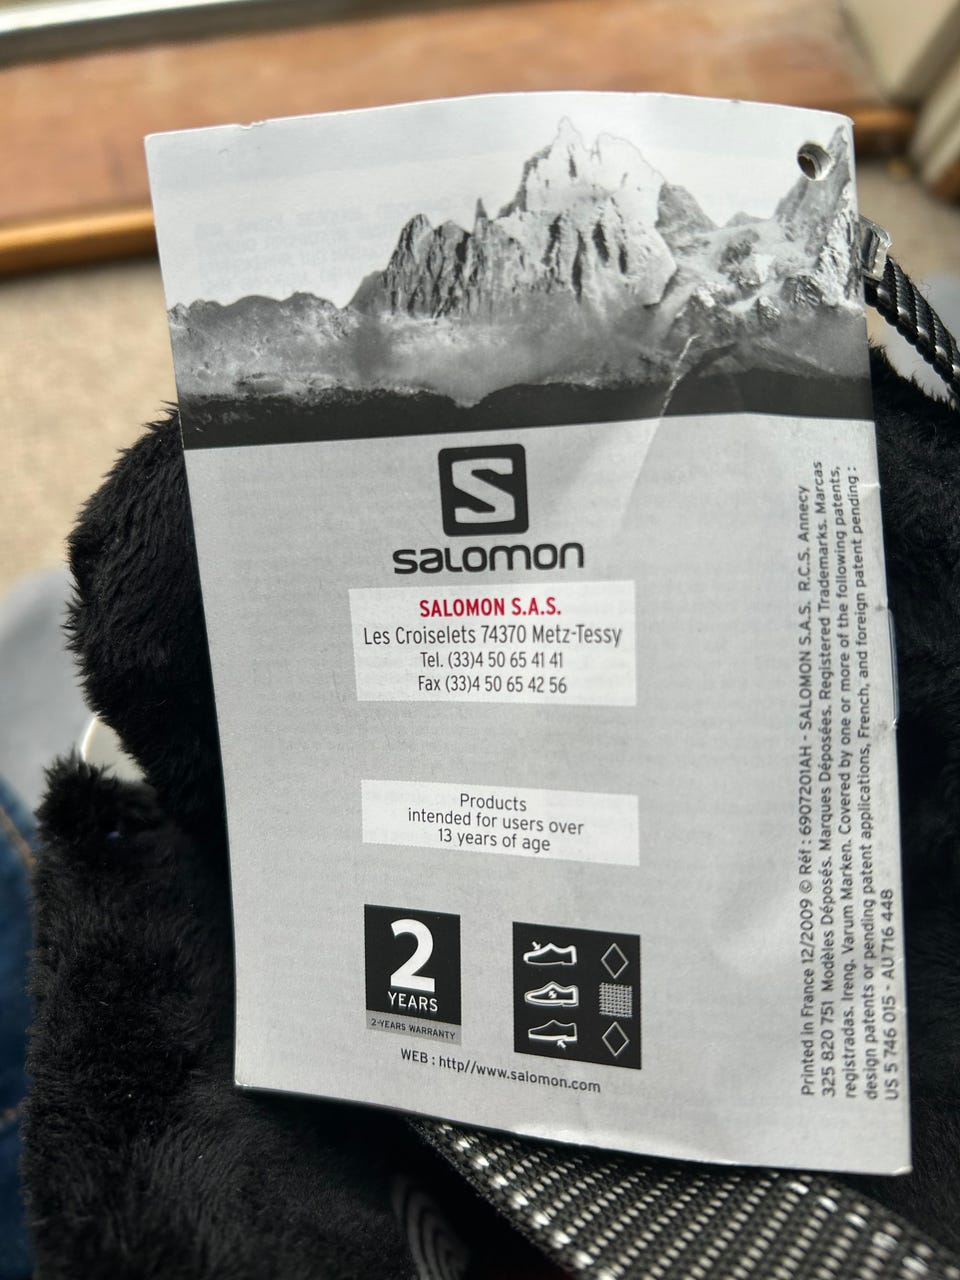 S
SALOMON
SALOMON S.A.S.
Les Croiselets 74370 Metz-Tessy
Tel. (33)4 50 65 41 41
Fax (33)4 50 65 42 56
Products
intended for users over
13 years of age
2
YEARS
2-YEARS WARRANTY
WEB : http//www.salomon.com
Printed in France 12/2009 © Réf : 6907201AH - SALOMON S.A.S. R.C.S. Annecy
325 820 751 Modèles Déposés. Marques Déposées. Registered Trademarks. Marcas
registradas. Ireng. Varum Marken. Covered by one or more of the following patents,
design patents or pending patent applications, French, and foreign patent pending :
US 5 746 015 - AU 716 448